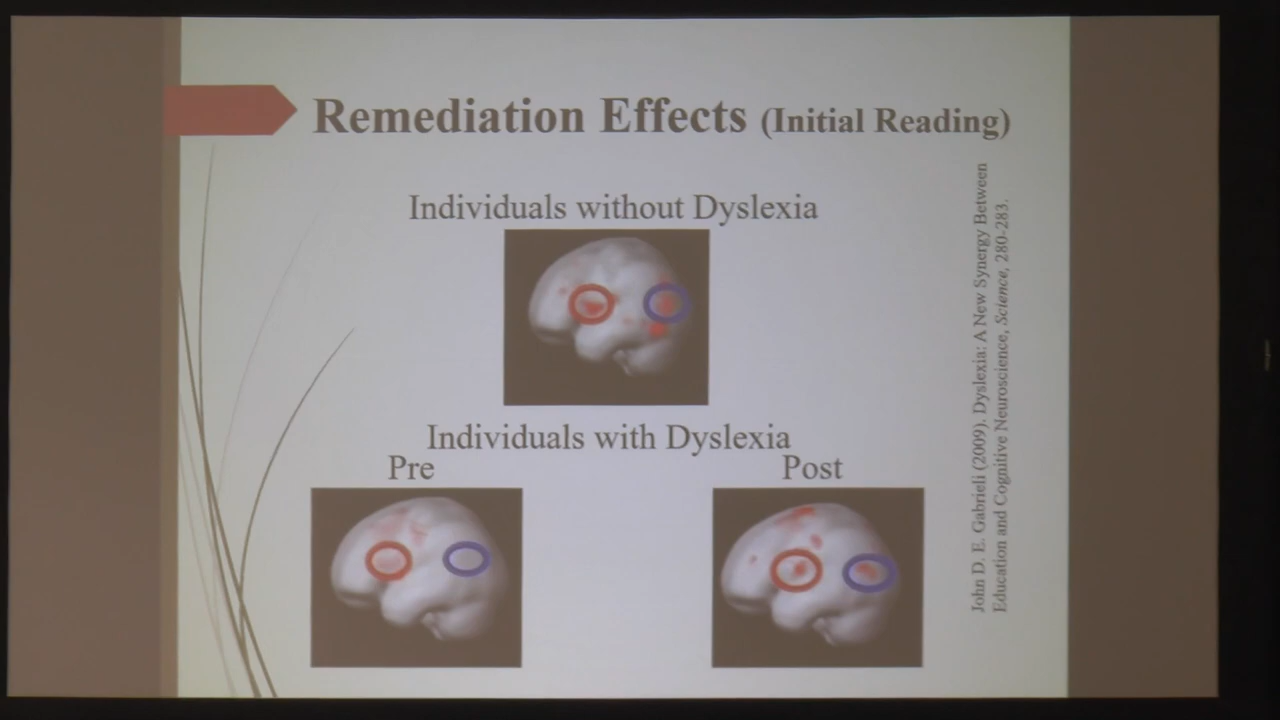 Remediation Effects (Initial Reading)
Individuals without Dyslexia
Individuals with Dyslexia
Pre
Post
John D. E. Gabrieli (2009). Dyslexia: A New Synergy Between
Education and Cognitive Neuroscience, Science, 280-283.